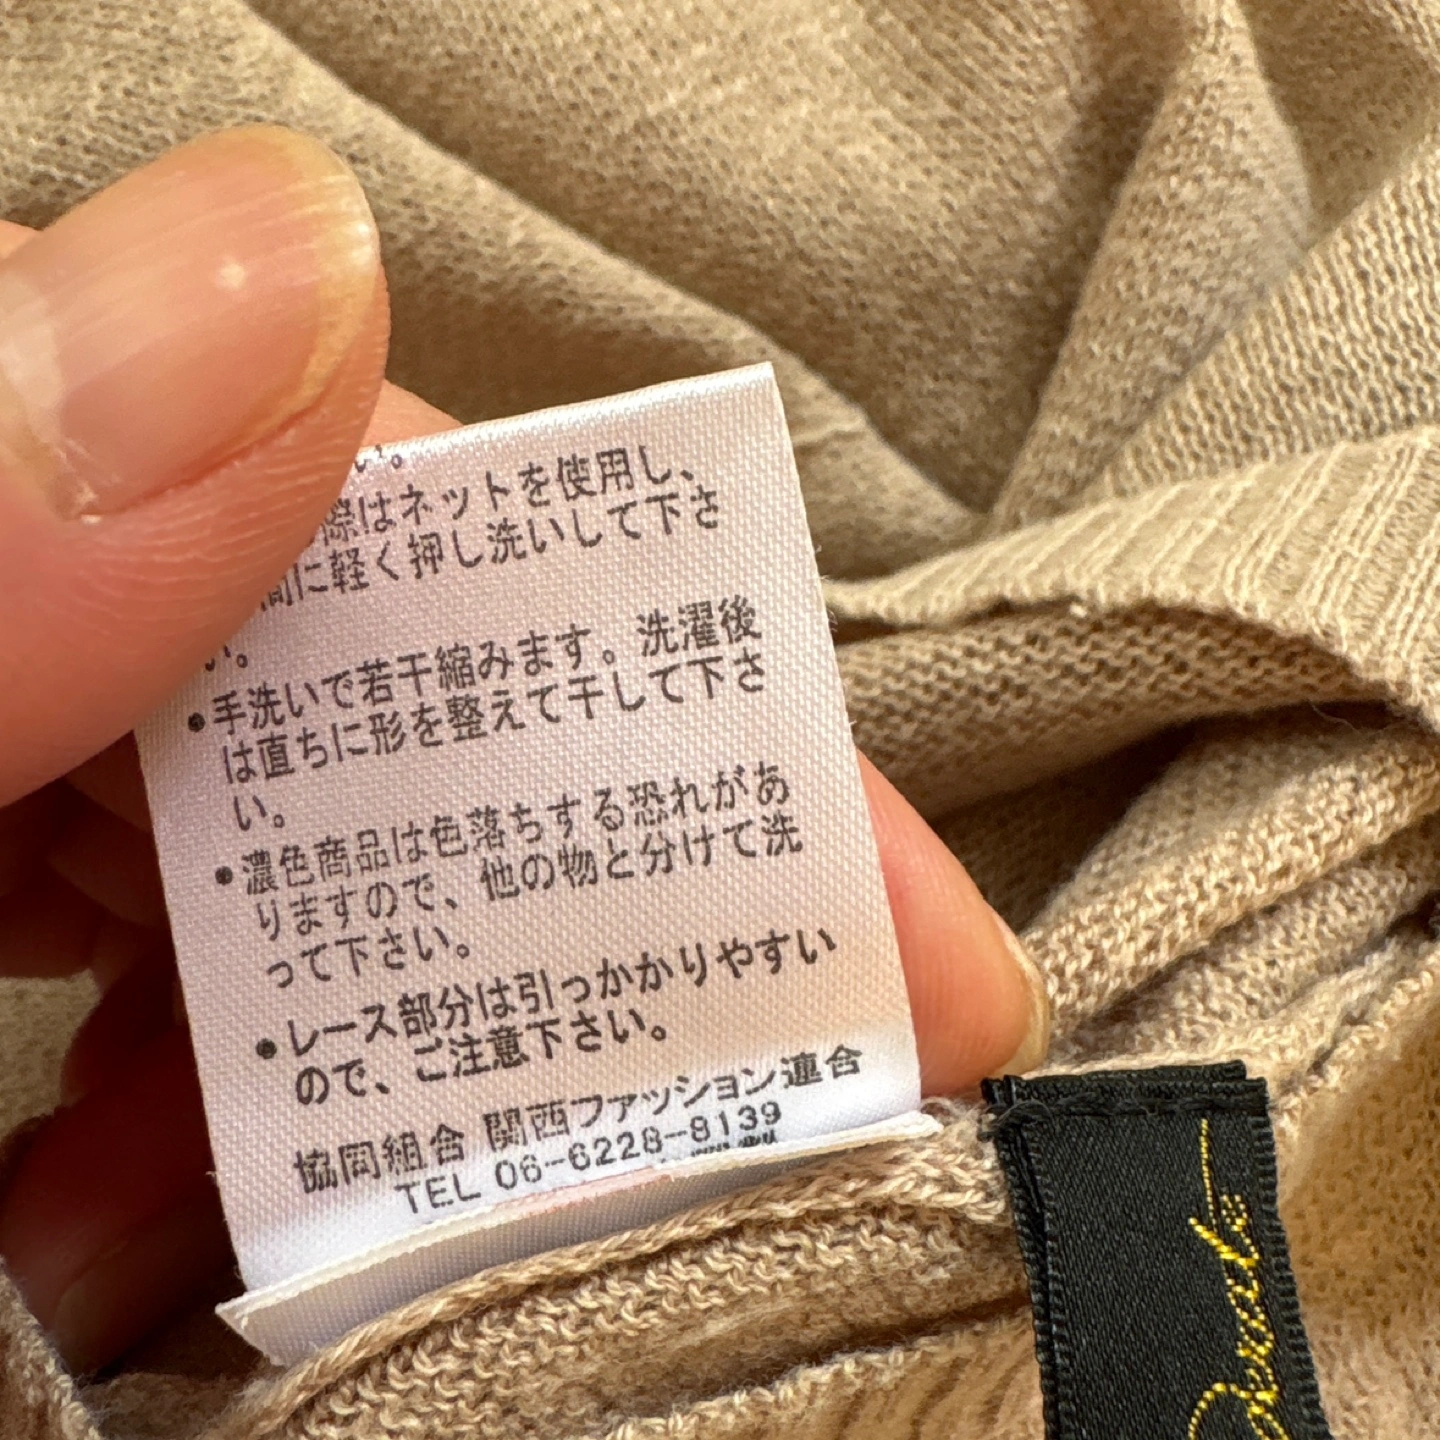 い。
際はネットを使用し、
間に軽く押し洗いして下さ
い。
●手洗いで若干縮みます。洗濯後
は直ちに形を整えて干して下さ
い。
●濃色商品は色落ちする恐れがあ
りますので、他の物と分けて洗
って下さい。
●レース部分は引っかかりやすい
ので、ご注意下さい。
協同組合 関西ファッション連合
TEL 06-6228-8139